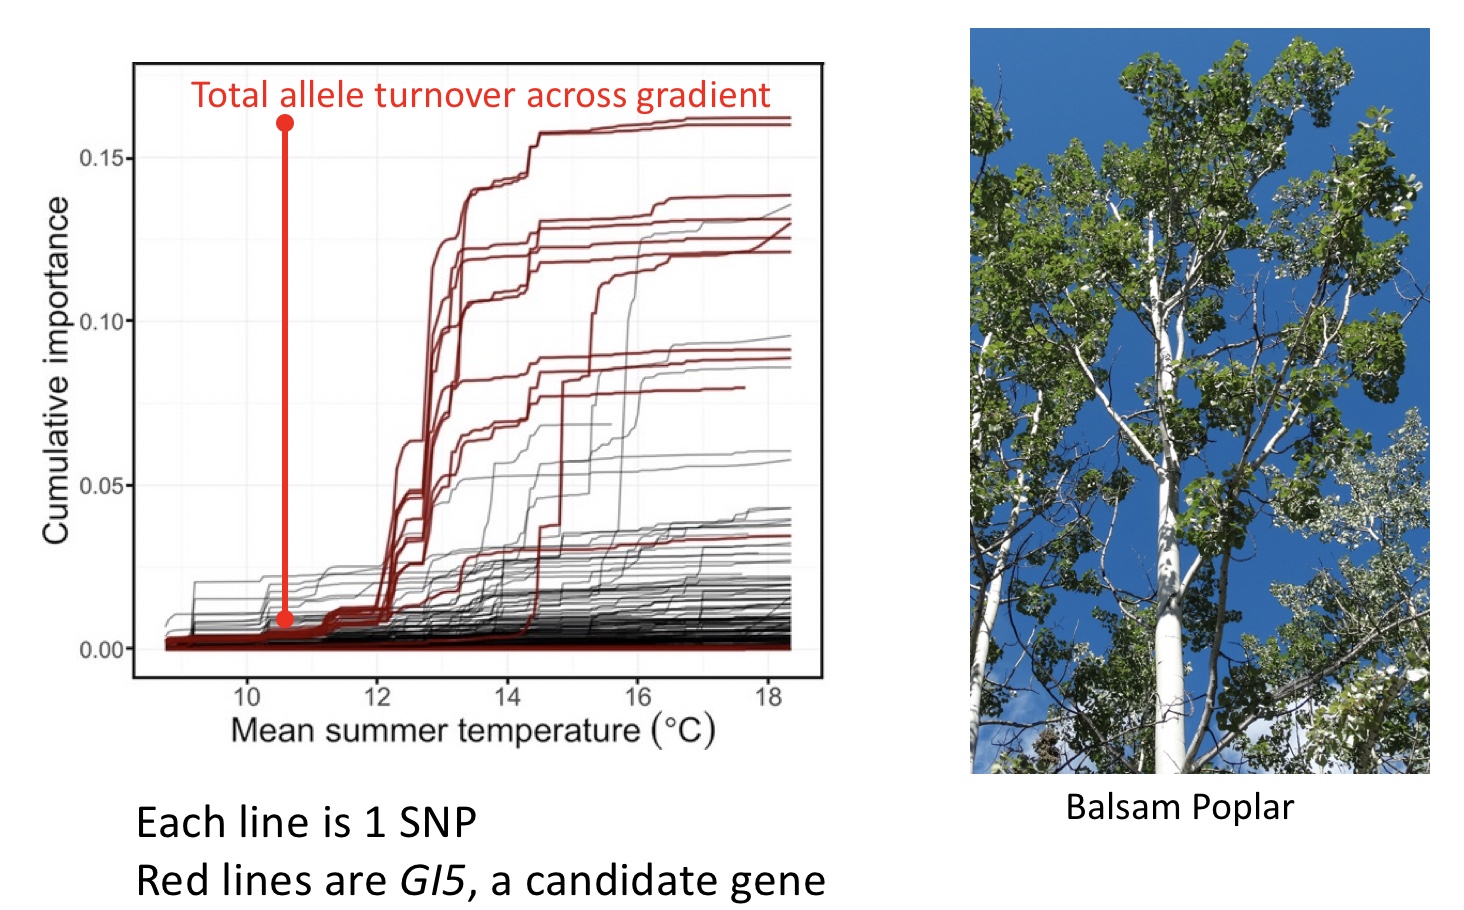 Total allele turnover across gradient
Cumulative importance
0.15
0.10
0.05
0.00
10 12 14 16 18
Mean summer temperature (°C)
Each line is 1 SNP
Red lines are GI5, a candidate gene
Balsam Poplar